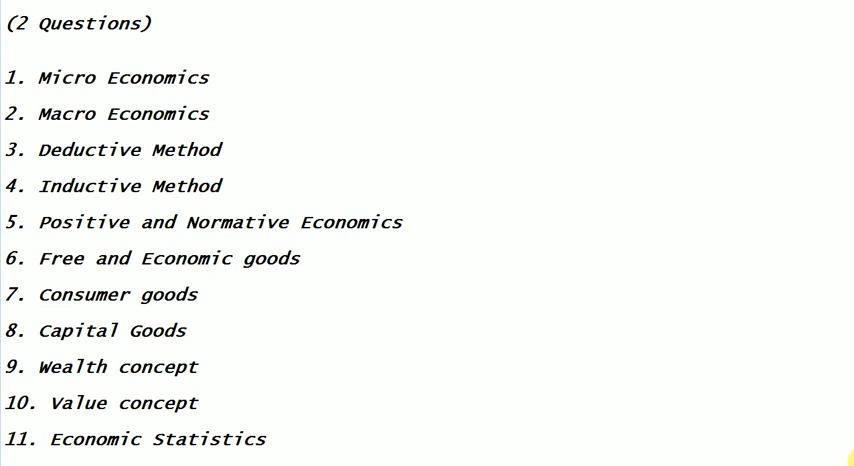 (2 Questions)
1. Micro Economics
2. Macro Economics
3. Deductive Method
4. Inductive Method
5. Positive and Normative Economics
6. Free and Economic goods
7. Consumer goods
8. Capital Goods
9. Wealth concept
10. Value concept
11. Economic Statistics